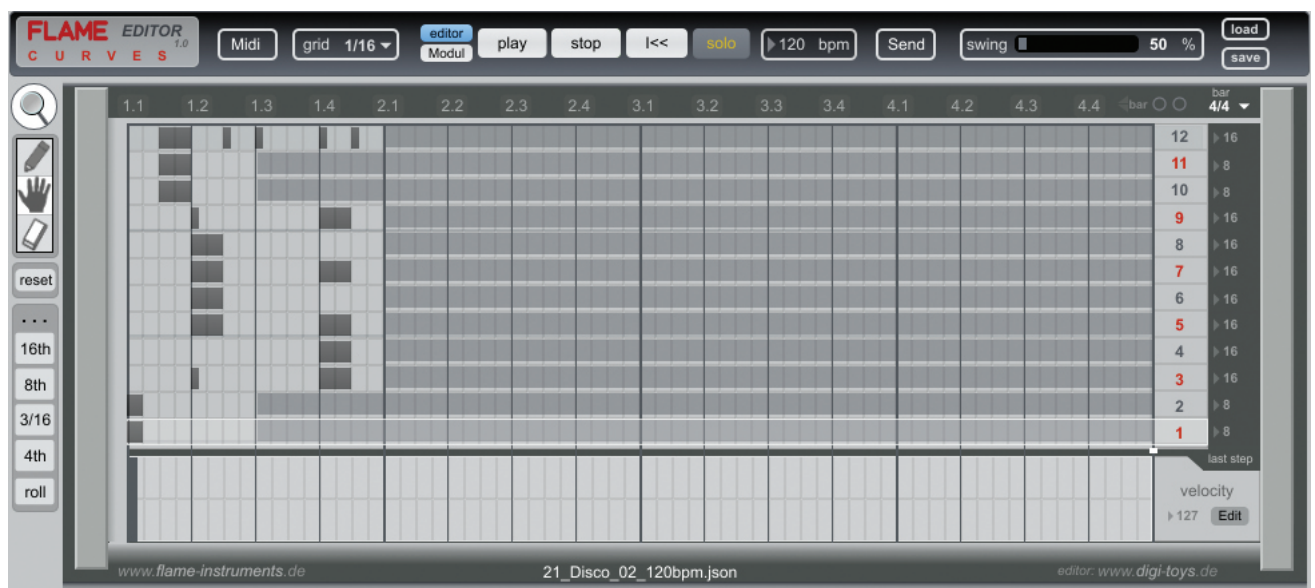 FLAME EDITOR 1.0
CURVES
Midi
grid 1/16
editor
Modul
play
stop
I<<
solo
120 bpm
Send
swing
50 %
load
save
1.1 1.2 1.3 1.4 2.1 2.2 2.3 2.4 3.1 3.2 3.3 3.4 4.1 4.2 4.3 4.4 bar
bar
4/4
12 16
11 8
10 8
9 16
8 16
7 16
6 16
5 16
4 16
3 16
2 8
1 8
last step
reset
...
16th
8th
3/16
4th
roll
velocity
127 Edit
www.flame-instruments.de
21_Disco_02_120bpm.json
editor: www.digi-toys.de